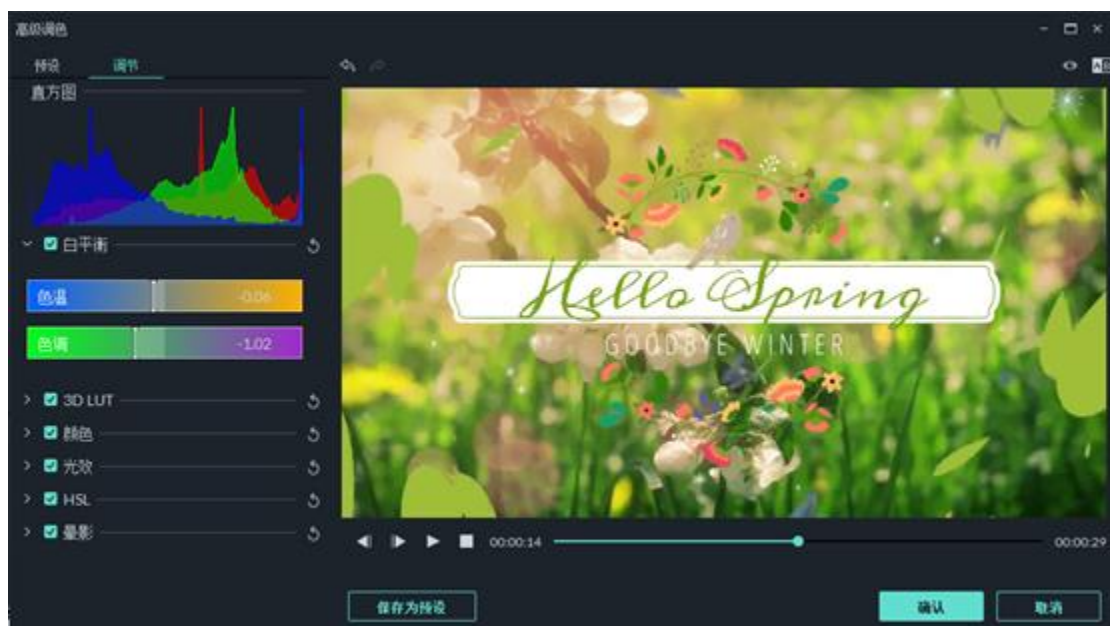 高级调色
预设 调节
直方图
白平衡
色温 -0.06
色调 -1.02
3D LUT
颜色
光效
HSL
晕影
Hello Spring
GOODBYE WINTER
00:00:14 00:00:29
保存为预设 确认 取消